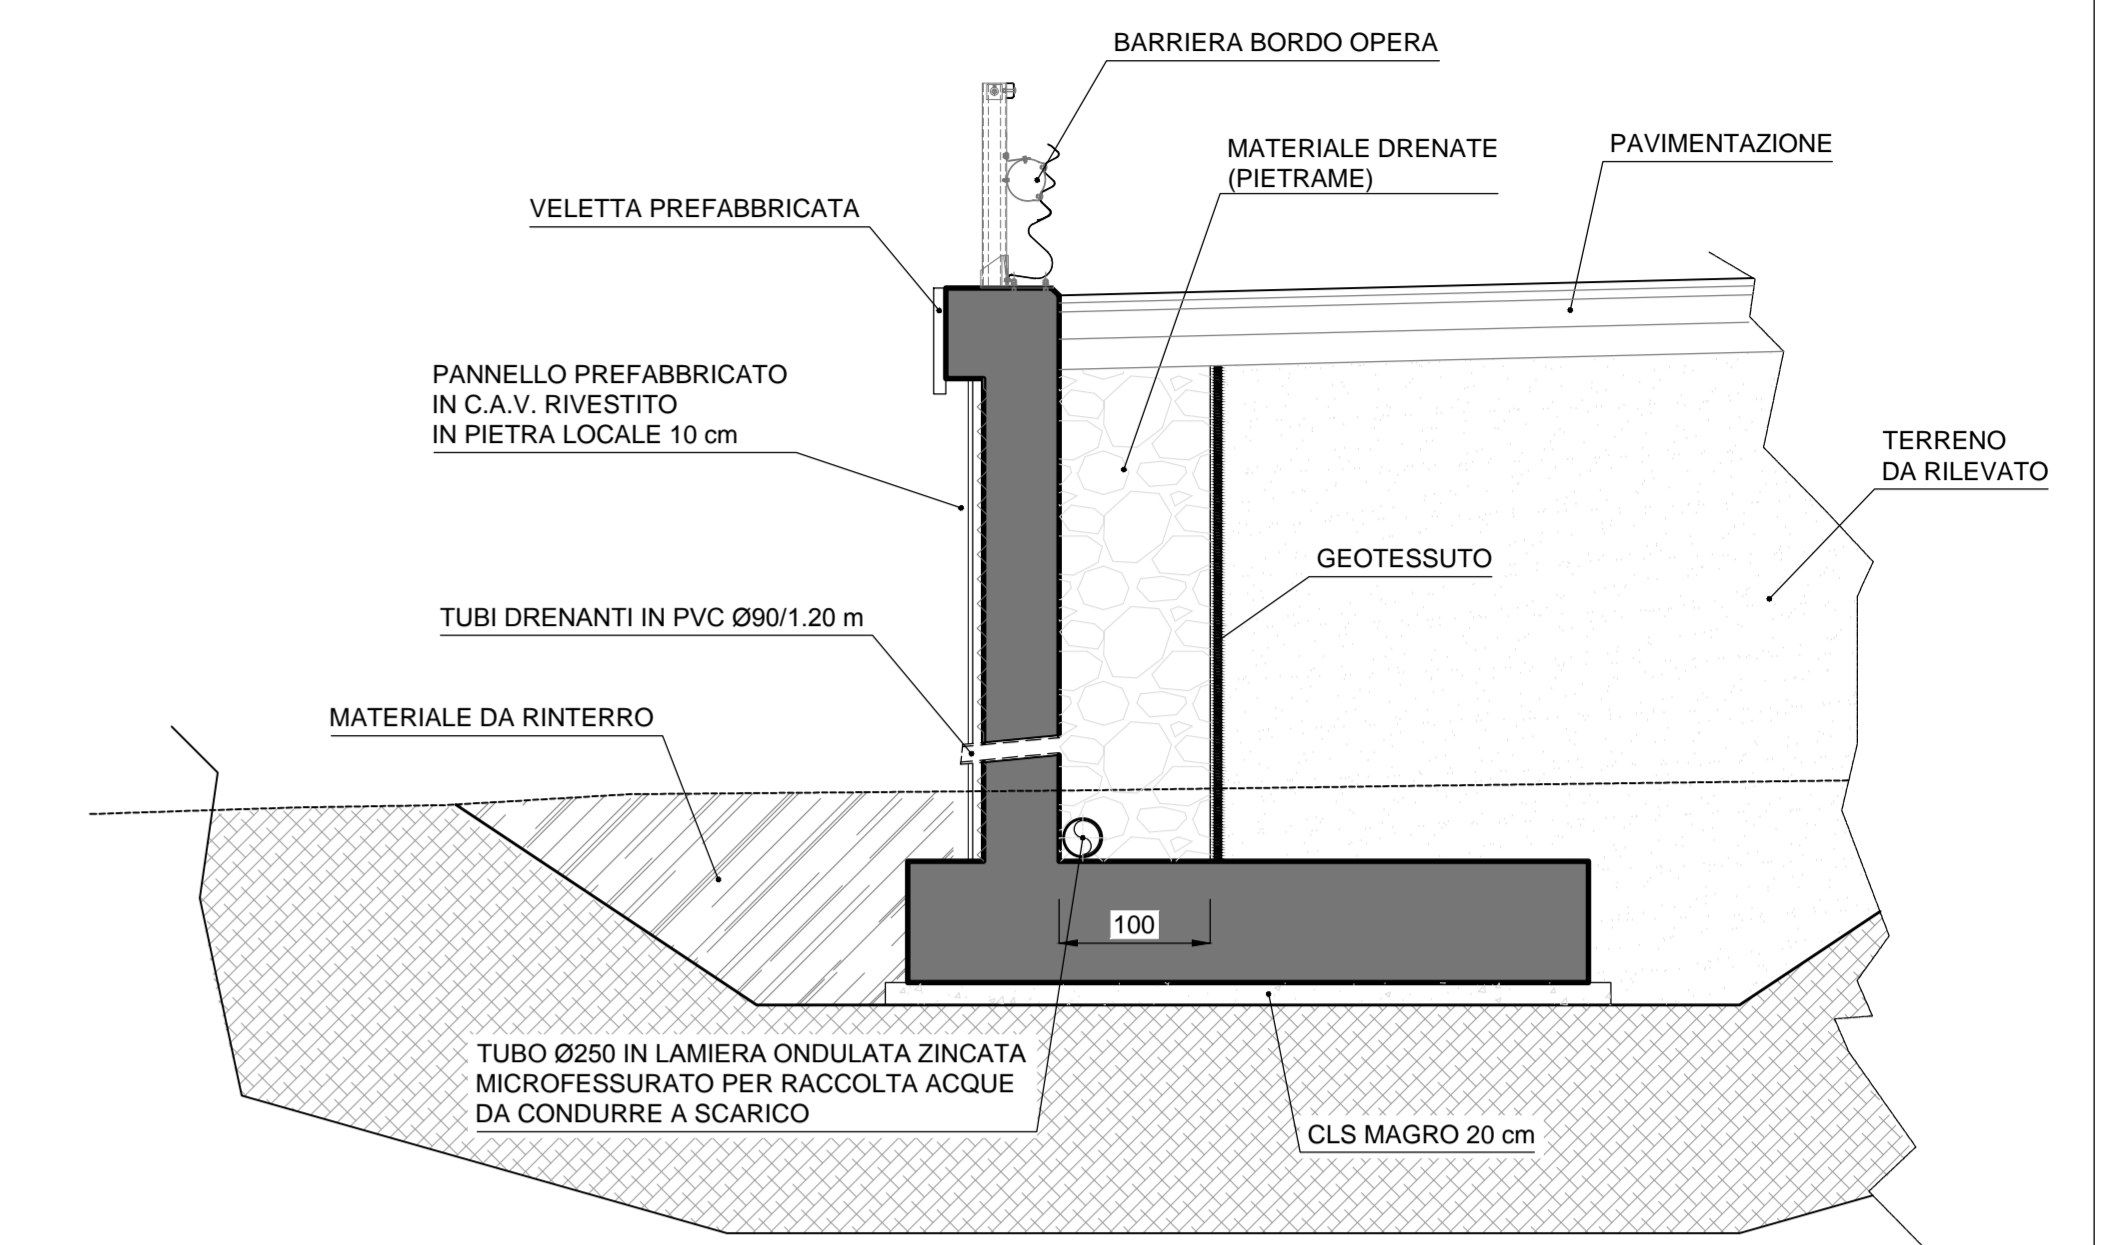 BARRIERA BORDO OPERA
MATERIALE DRENATE
(PIETRAME)
PAVIMENTAZIONE
VELETTA PREFABBRICATA
PANNELLO PREFABBRICATO
IN C.A.V. RIVESTITO
IN PIETRA LOCALE 10 cm
TERRENO
DA RILEVATO
GEOTESSUTO
TUBI DRENANTI IN PVC Ø90/1.20 m
MATERIALE DA RINTERRO
100
TUBO Ø250 IN LAMIERA ONDULATA ZINCATA
MICROFESSURATO PER RACCOLTA ACQUE
DA CONDURRE A SCARICO
CLS MAGRO 20 cm